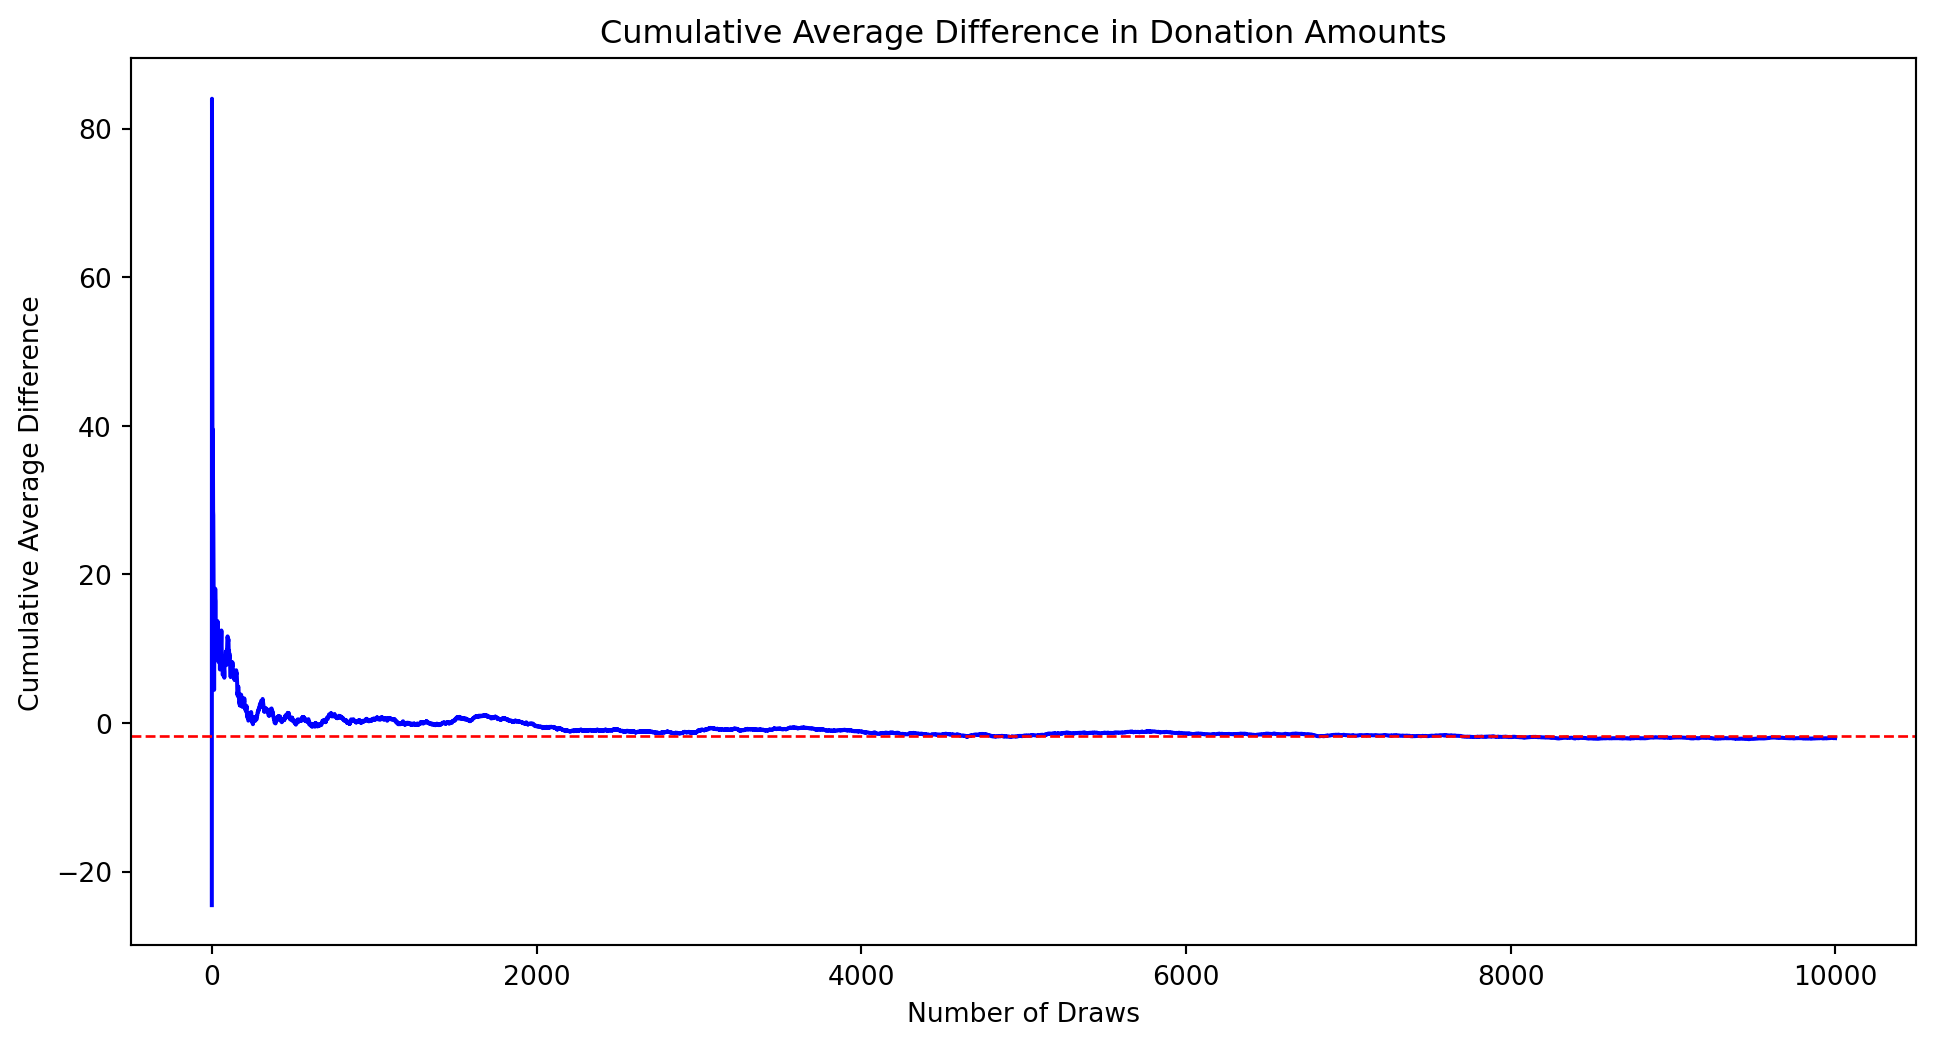 Cumulative Average Difference in Donation Amounts
Cumulative Average Difference
80
60
40
20
0
−20
0 2000 4000 6000 8000 10000
Number of Draws